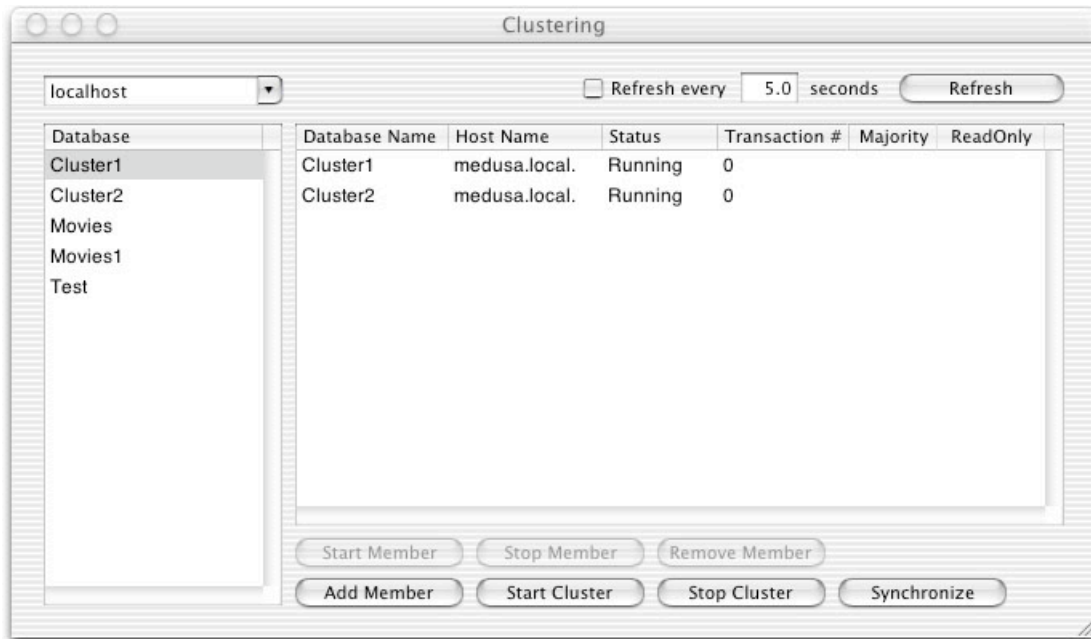 Clustering
localhost
Refresh every 5.0 seconds Refresh
Database
Cluster1
Cluster2
Movies
Movies1
Test
Database Name Host Name Status Transaction # Majority ReadOnly
Cluster1 medusa.local. Running 0
Cluster2 medusa.local. Running 0
Start Member Stop Member Remove Member
Add Member Start Cluster Stop Cluster Synchronize